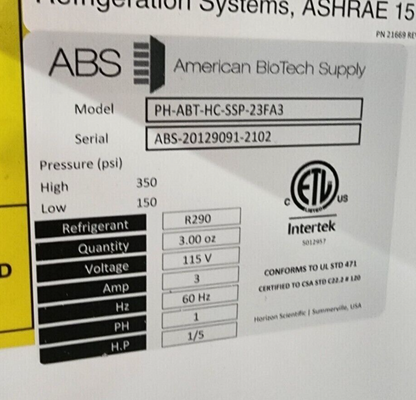 Refrigeration Systems, ASHRAE 15
PN 21669 RE
ABS American BioTech Supply
Model PH-ABT-HC-SSP-23FA3
Serial ABS-20129091-2102
Pressure (psi)
High 350
Low 150
Refrigerant R290
Quantity 3.00 oz
Voltage 115 V
Amp 3
Hz 60 Hz
PH 1
H.P 1/5
C ETL US
Intertek
5012957
CONFORMS TO UL STD 471
CERTIFIED TO CSA STD C22.2 # 120
Horizon Scientific | Summerville, USA
D